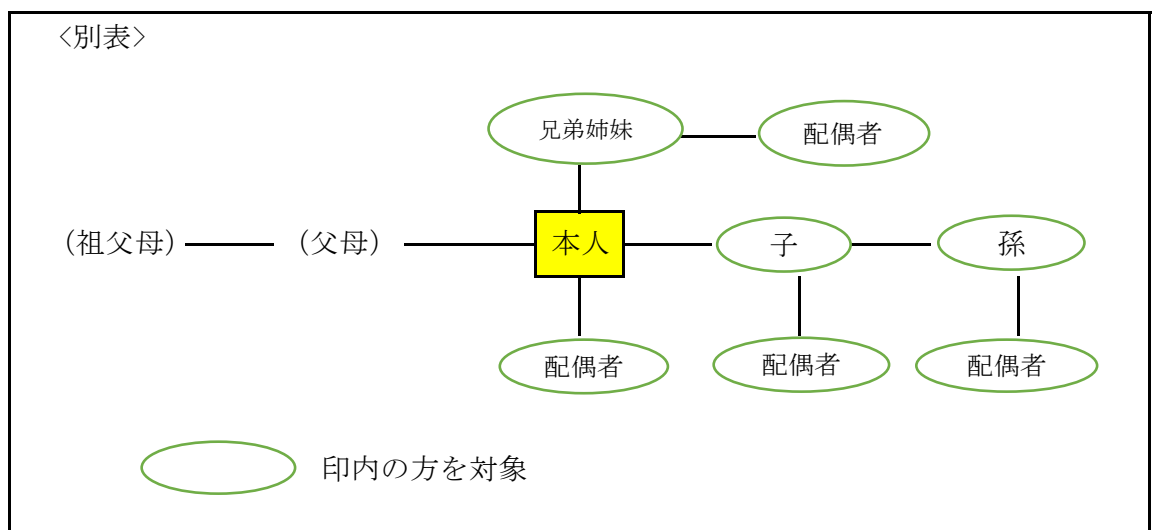 <別表>
兄弟姉妹 配偶者
(祖父母) (父母) 本人 子 孫
配偶者 配偶者 配偶者
印内の方を対象